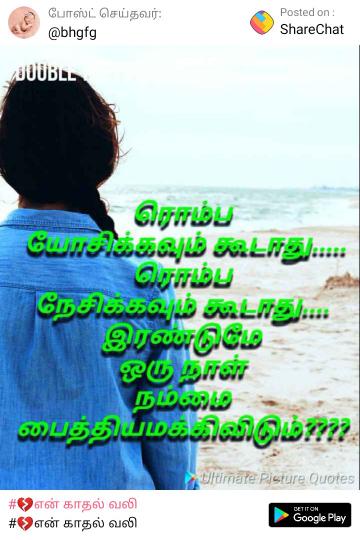 போஸ்ட் செய்தவர்:
@bhgfg
Posted on :
ShareChat
DOUBLE
ரொம்ப
யோசிக்கவும் கூடாது.....
ரொம்ப
நேசிக்கவும் கூடாது....
இரண்டுமே
ஒரு நாள்
நம்மை
பைத்தியமக்கிவிடும்????
Ultimate Picture Quotes
#💔என் காதல் வலி
#💔என் காதல் வலி
GET IT ON
Google Play